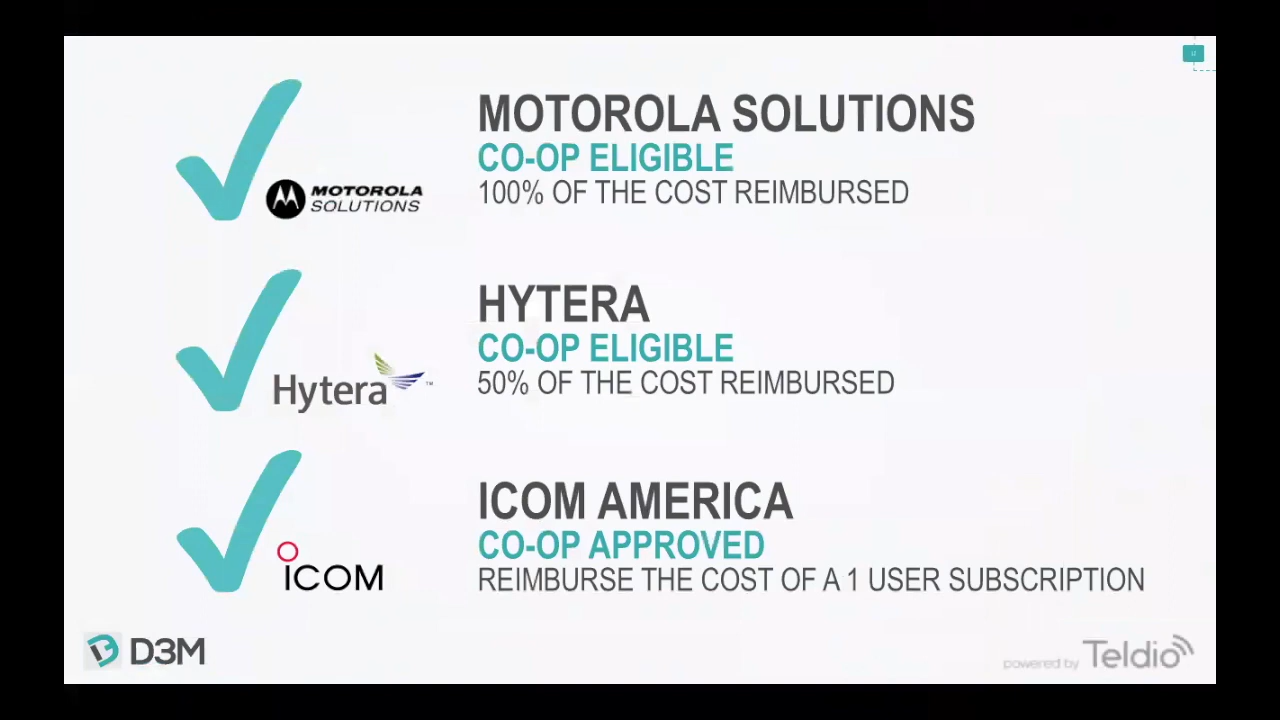 MOTOROLA SOLUTIONS
CO-OP ELIGIBLE
100% OF THE COST REIMBURSED
MOTOROLA
SOLUTIONS
HYTERA
CO-OP ELIGIBLE
50% OF THE COST REIMBURSED
Hytera™
ICOM AMERICA
CO-OP APPROVED
REIMBURSE THE COST OF A 1 USER SUBSCRIPTION
ICOM
D3M
powered by Teldio